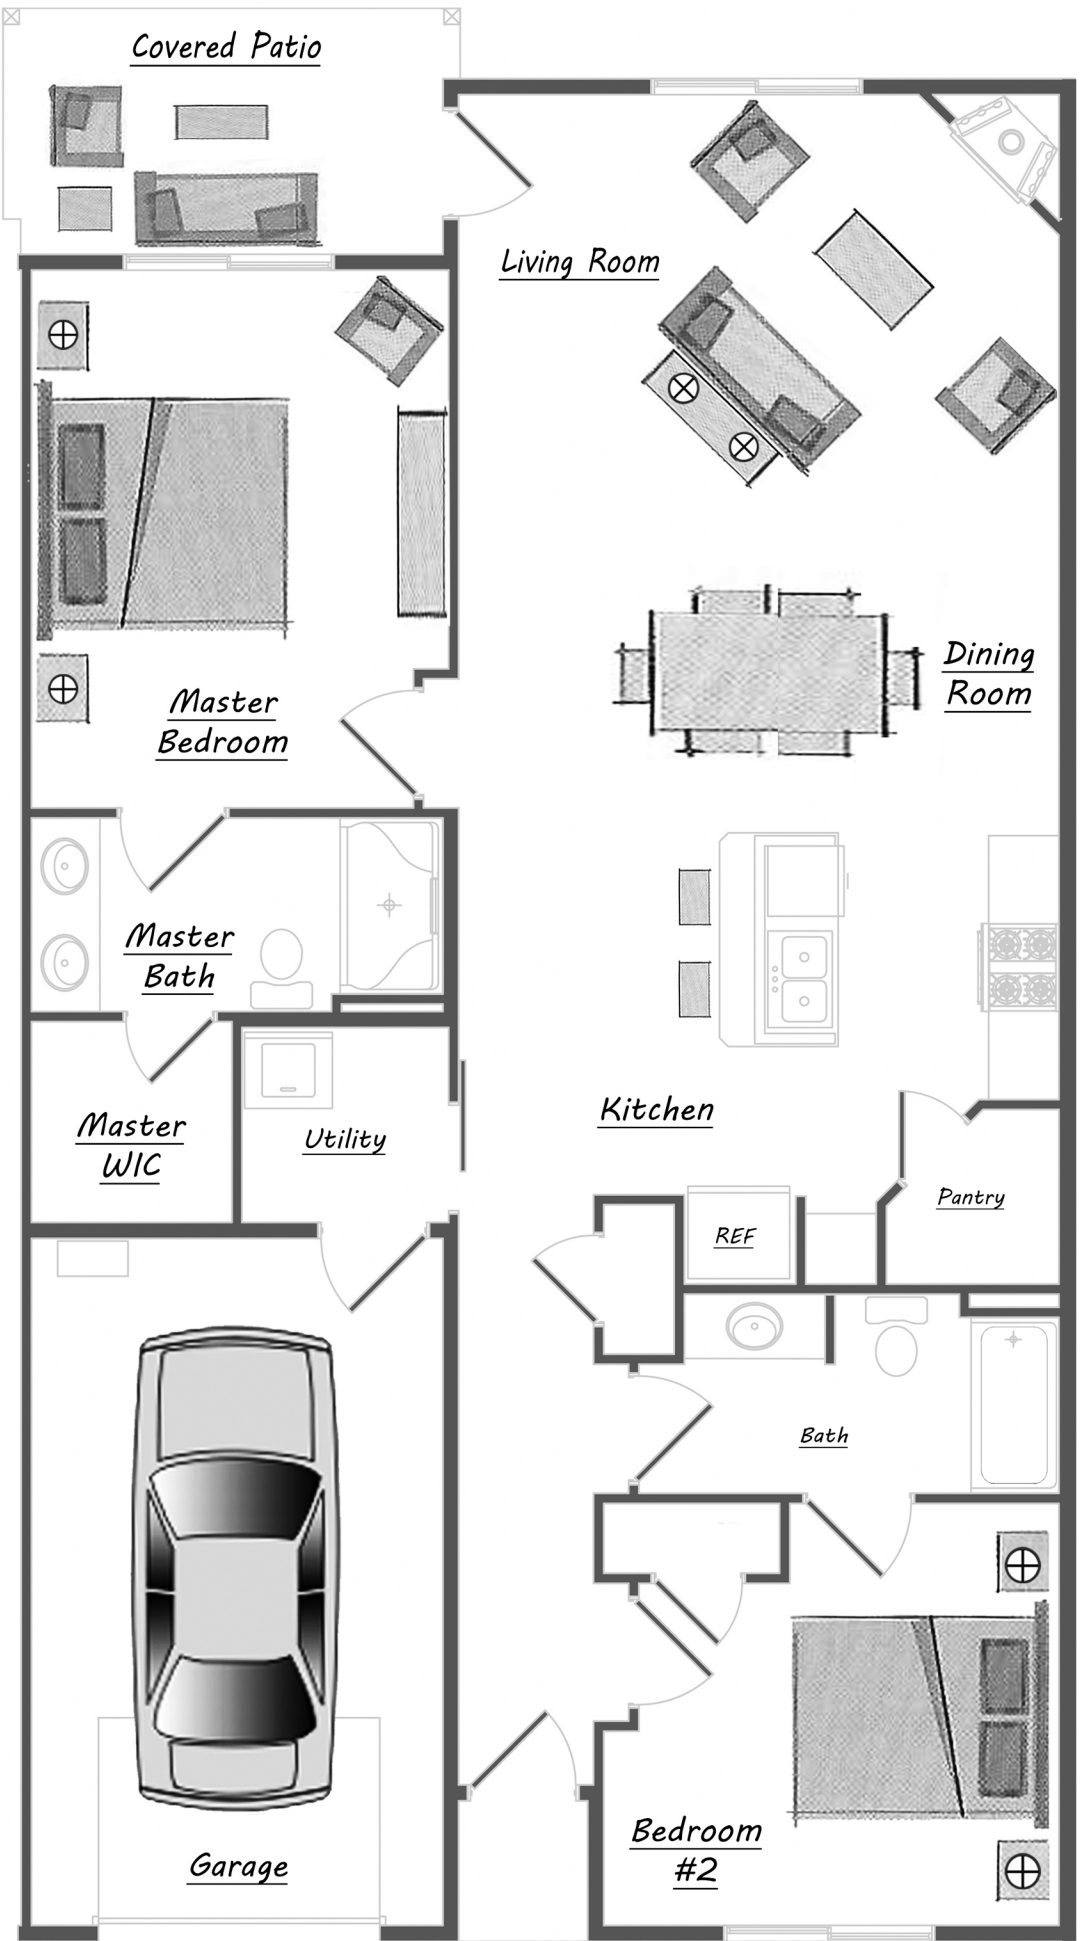 Covered Patio
Living Room
Dining
Room
Master
Bedroom
Master
Bath
Master
WIC
Utility
Kitchen
Pantry
REF
Bath
Bedroom
#2
Garage